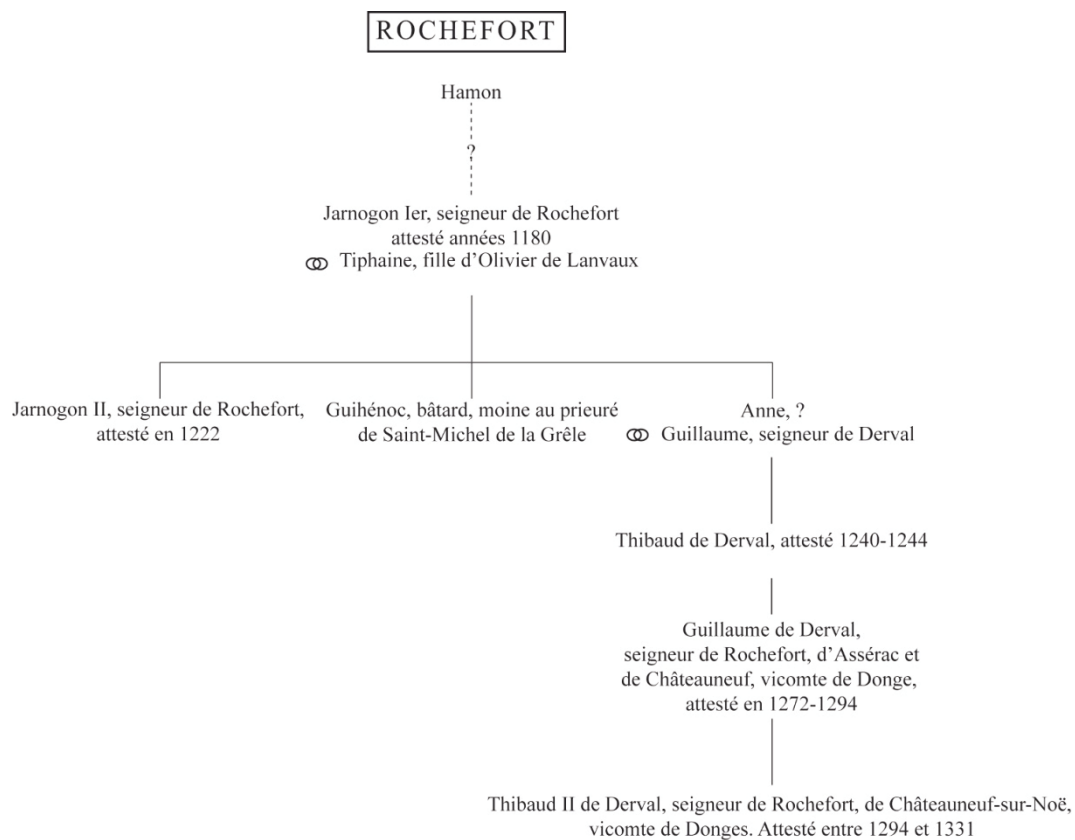 ROCHEFORT
Hamon
?
Jarnogon Ier, seigneur de Rochefort
attesté années 1180
Tiphaine, fille d’Olivier de Lanvaux
Jarnogon II, seigneur de Rochefort,
attesté en 1222
Guihénoc, bâtard, moine au prieuré
de Saint-Michel de la Grêle
Anne, ?
Guillaume, seigneur de Derval
Thibaud de Derval, attesté 1240-1244
Guillaume de Derval,
seigneur de Rochefort, d’Assérac et
de Châteauneuf, vicomte de Donge,
attesté en 1272-1294
Thibaud II de Derval, seigneur de Rochefort, de Châteauneuf-sur-Noë,
vicomte de Donges. Attesté entre 1294 et 1331